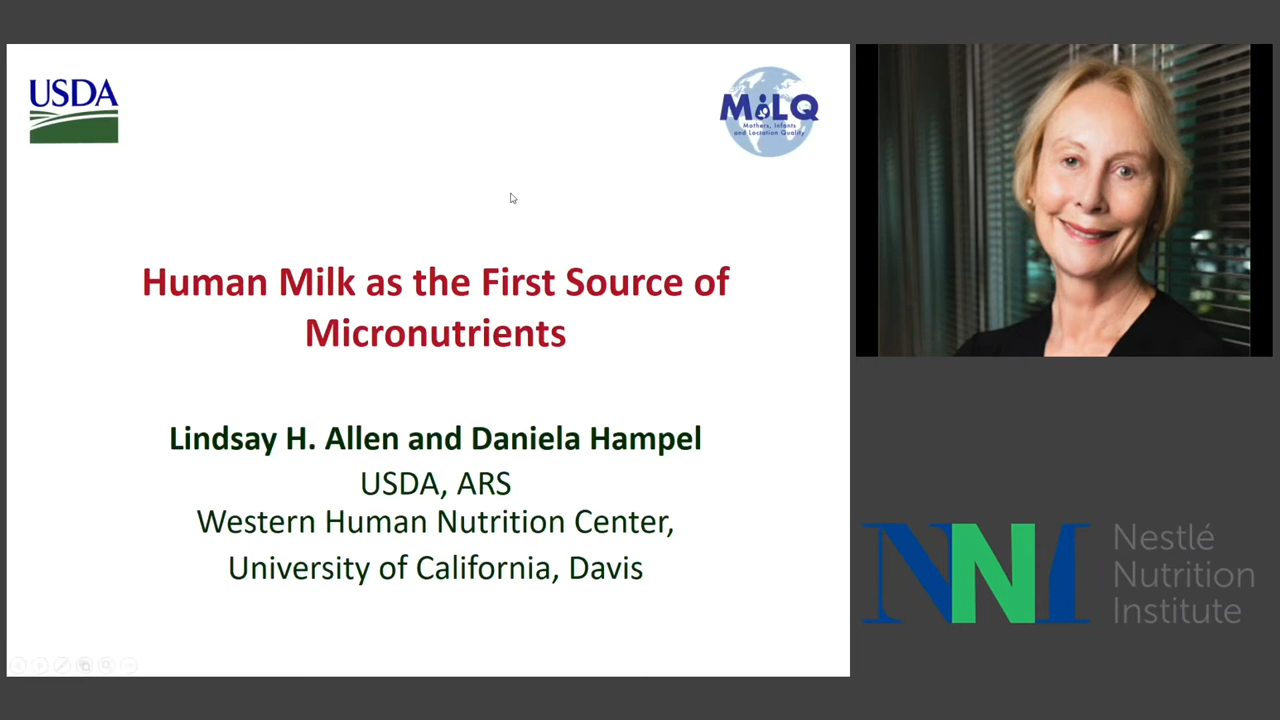 USDA
MiLQ
Mothers, Infants
and Lactation Quality
Human Milk as the First Source of
Micronutrients
Lindsay H. Allen and Daniela Hampel
USDA, ARS
Western Human Nutrition Center,
University of California, Davis
NNI
Nestlé
Nutrition
Institute